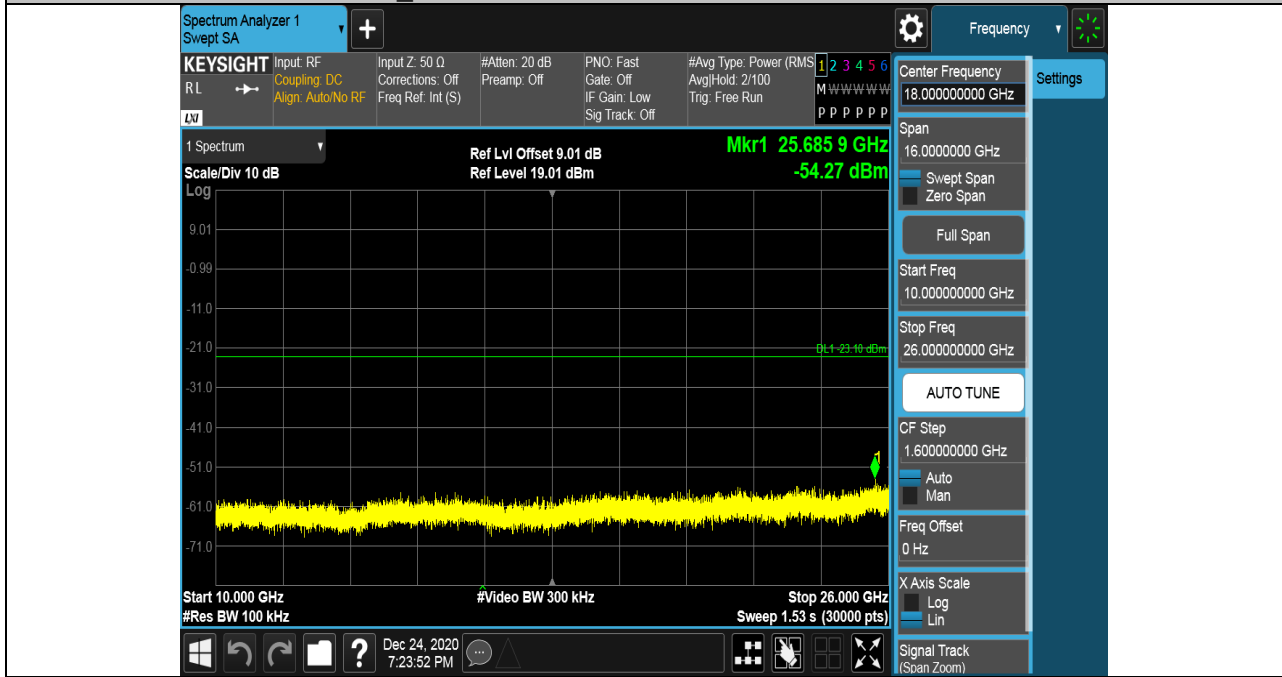 Spectrum Analyzer 1
Swept SA
+
Frequency
KEYSIGHT
RL
LXI
Input: RF
Coupling: DC
Align: Auto/No RF
Input Z: 50 Ω
Corrections: Off
Freq Ref: Int (S)
#Atten: 20 dB
Preamp: Off
PNO: Fast
Gate: Off
IF Gain: Low
Sig Track: Off
#Avg Type: Power (RMS
Avg|Hold: 2/100
Trig: Free Run
1 2 3 4 5 6
M W W W W W
P P P P P P
1 Spectrum
Scale/Div 10 dB
Log
Ref Lvl Offset 9.01 dB
Ref Level 19.01 dBm
Mkr1 25.685 9 GHz
-54.27 dBm
9.01
-0.99
-11.0
-21.0
DL1 -23.10 dBm
-31.0
-41.0
-51.0
1
-61.0
-71.0
Start 10.000 GHz
#Res BW 100 kHz
#Video BW 300 kHz
Stop 26.000 GHz
Sweep 1.53 s (30000 pts)
?
Dec 24, 2020
7:23:52 PM
Center Frequency
18.000000000 GHz
Settings
Span
16.0000000 GHz
Swept Span
Zero Span
Full Span
Start Freq
10.000000000 GHz
Stop Freq
26.000000000 GHz
AUTO TUNE
CF Step
1.600000000 GHz
Auto
Man
Freq Offset
0 Hz
X Axis Scale
Log
Lin
Signal Track
(Span Zoom)